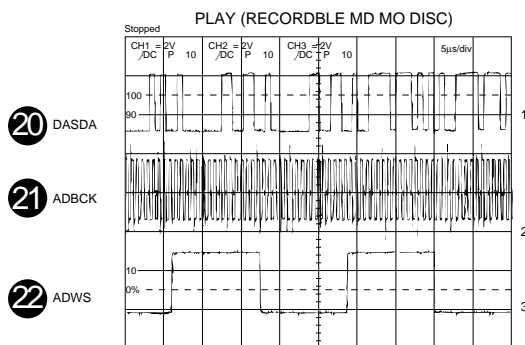 PLAY (RECORDBLE MD MO DISC)
Stopped
CH1 = 2V CH2 = 2V CH3 = 2V 5µs/div
/DC P 10 /DC P 10 /DC P 10
100
90
1
20 DASDA
21 ADBCK
2
10
0%
22 ADWS
3